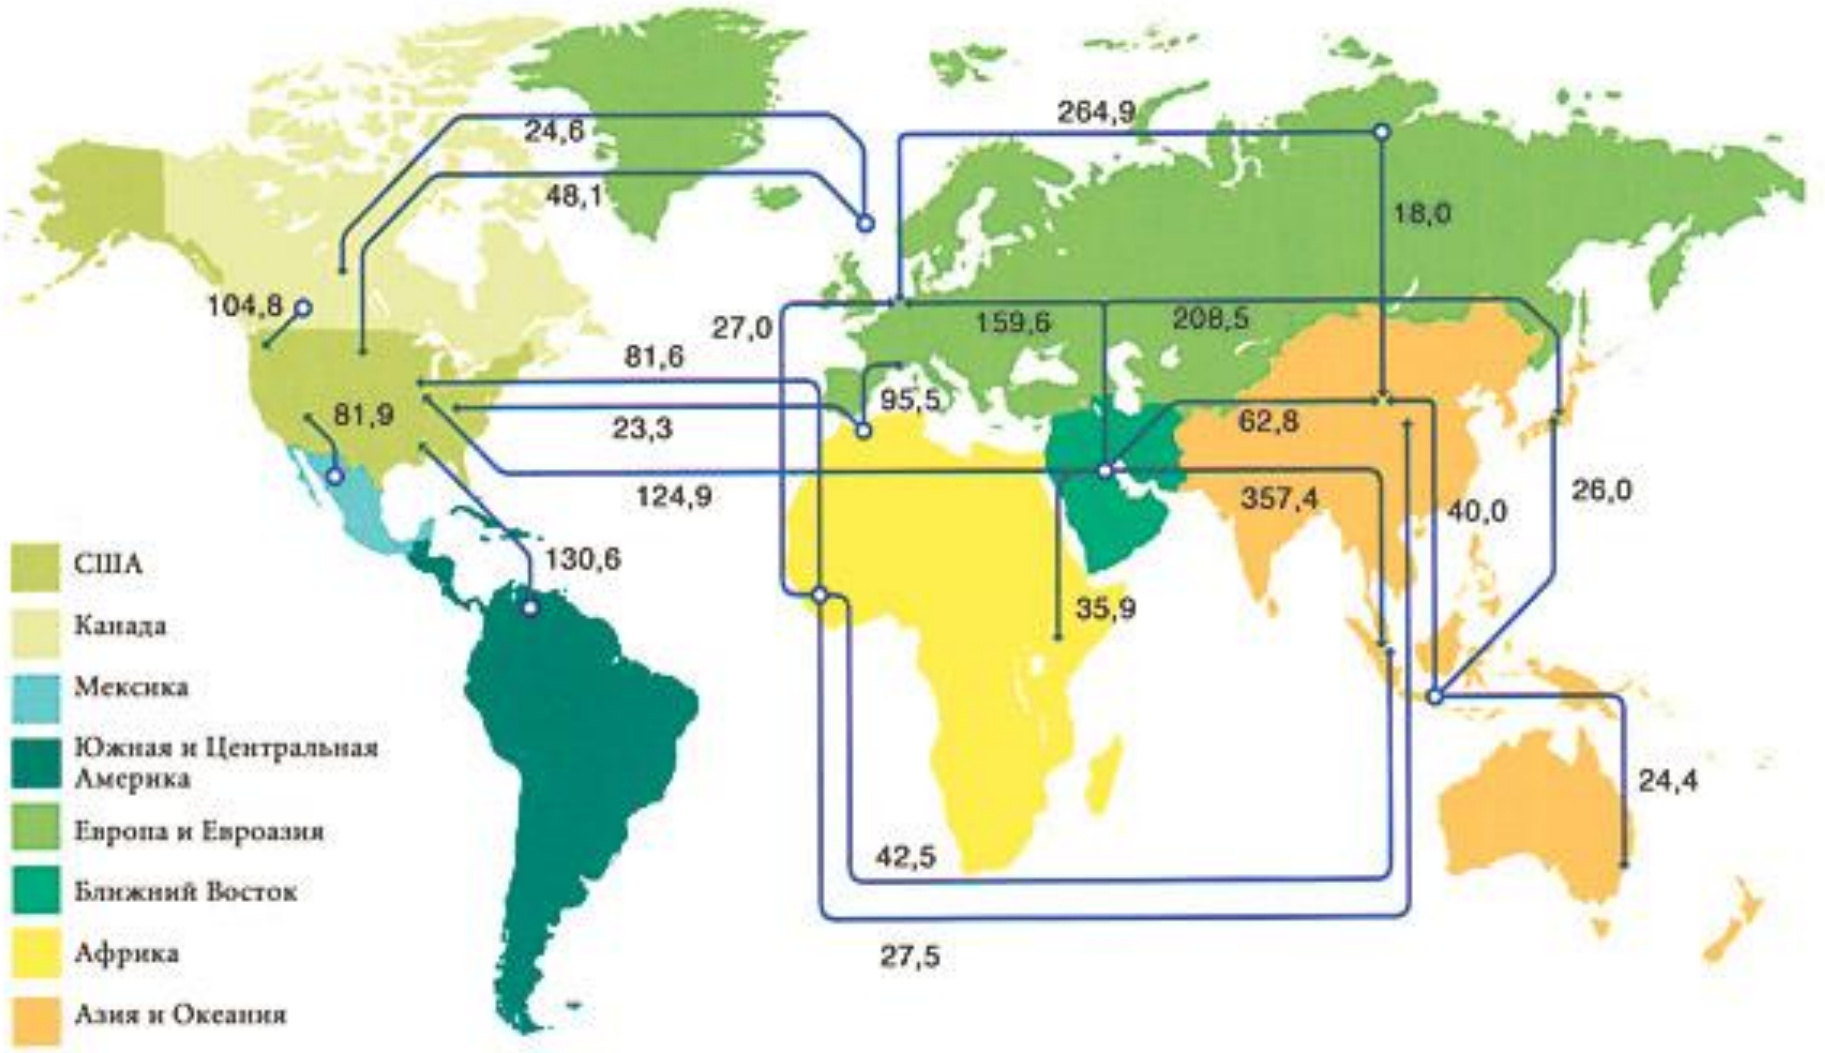 264,9
24,6
48,1
18,0
104,8
27,0
159,6
208,5
81,6
81,9
95,5
23,3
62,8
124,9
357,4
40,0
26,0
130,6
35,9
24,4
42,5
27,5
США
Канада
Мексика
Южная и Центральная
Америка
Европа и Евроазия
Ближний Восток
Африка
Азия и Океания